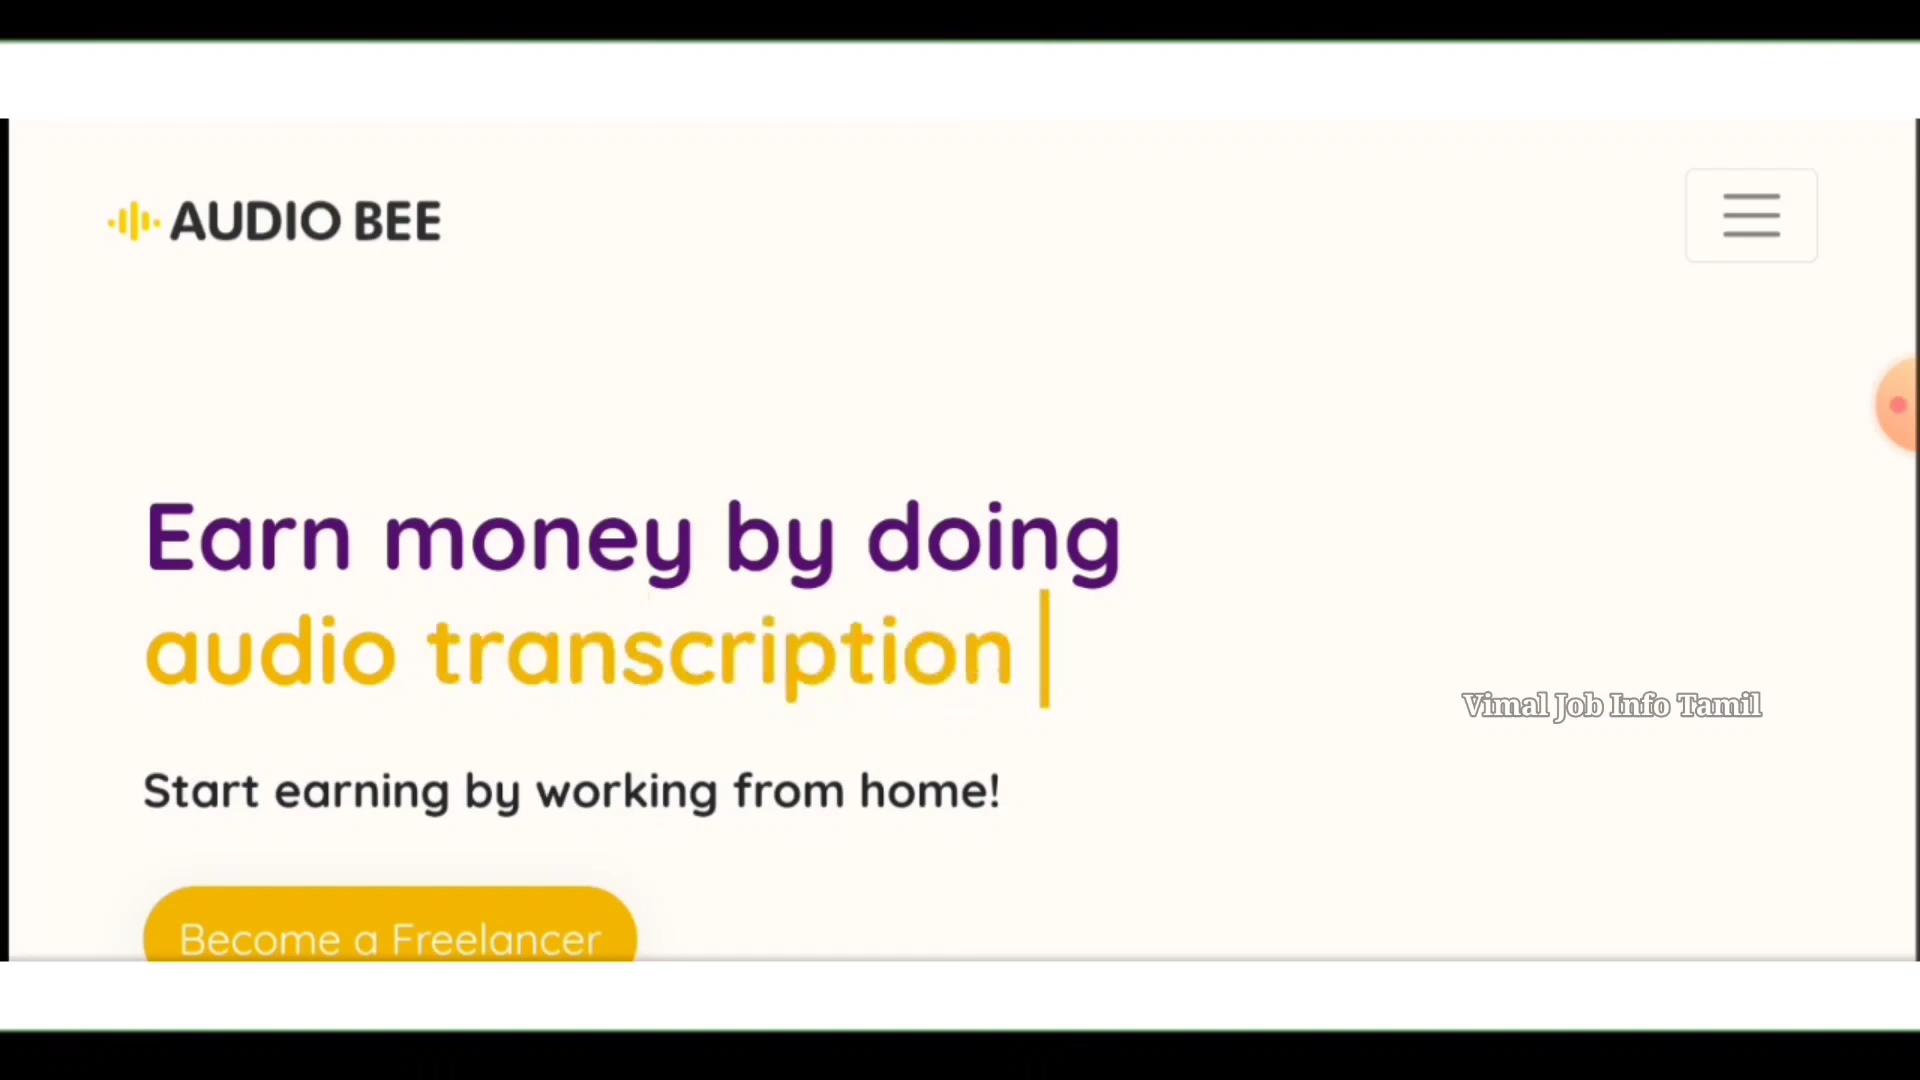 AUDIO BEE
Earn money by doing
audio transcription
Vimal Job Info Tamil
Start earning by working from home!
Become a Freelancer